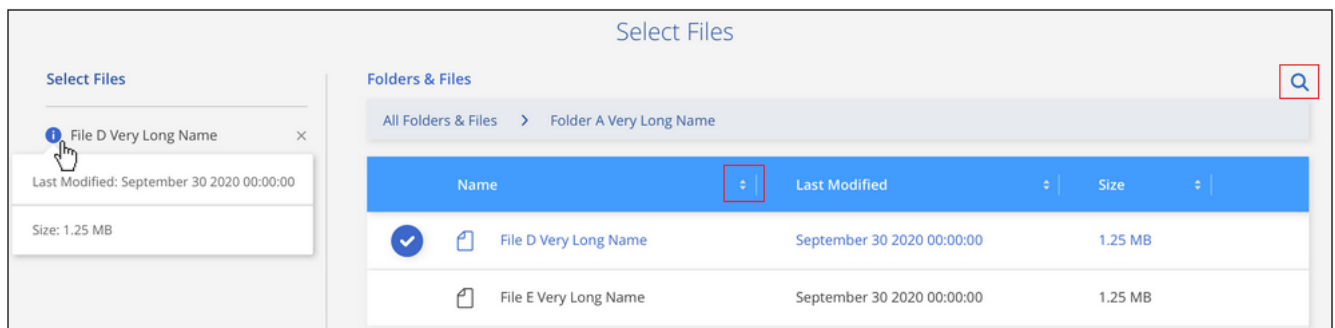 Select Files
Select Files
File D Very Long Name
Last Modified: September 30 2020 00:00:00
Size: 1.25 MB
Folders & Files
All Folders & Files > Folder A Very Long Name
Name Last Modified Size
File D Very Long Name September 30 2020 00:00:00 1.25 MB
File E Very Long Name September 30 2020 00:00:00 1.25 MB